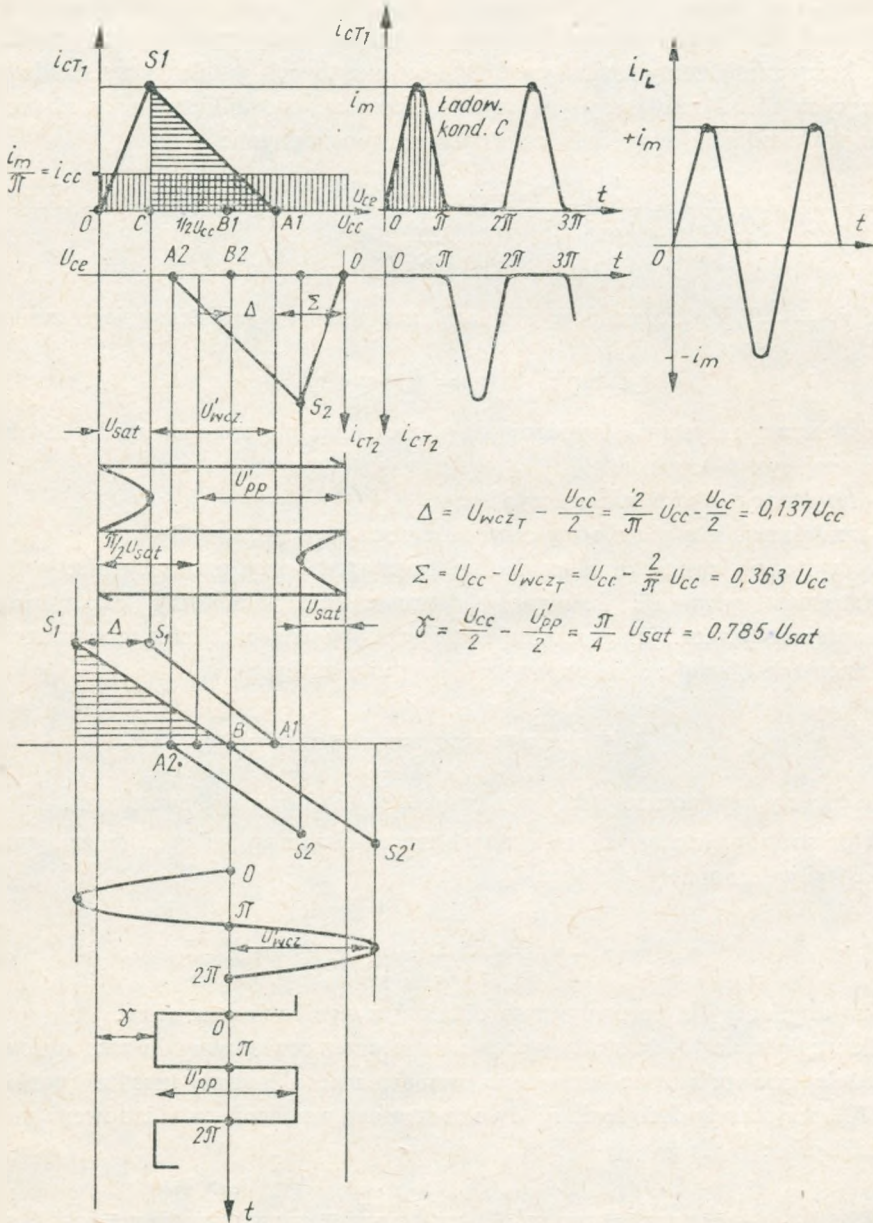 i_CT1
S1
i_m/π = i_cc
0
C
1/2 U_cc
B1
A1
U_ce
U_cc
i_CT1
i_m
Ładow.
kond. C
t
0
π
2π
3π
i_rL
+i_m
0
t
-i_m
U_ce
A2
B2
0
Δ
Σ
S2
i_CT2
0
π
2π
3π
t
i_CT2
U_sat
U'_wcz
U'_pp
π/2 U_sat
U_sat
Δ = U_wczT - U_cc/2 = 2/π U_cc - U_cc/2 = 0,137 U_cc
Σ = U_cc - U_wczT = U_cc - 2/π U_cc = 0,363 U_cc
γ = U_cc/2 - U'_pp/2 = π/4 U_sat = 0,785 U_sat
S1'
Δ
S1
B
A1
A2
S2
S2'
0
π
U'_wcz
2π
γ
0
π
U'_pp
2π
t